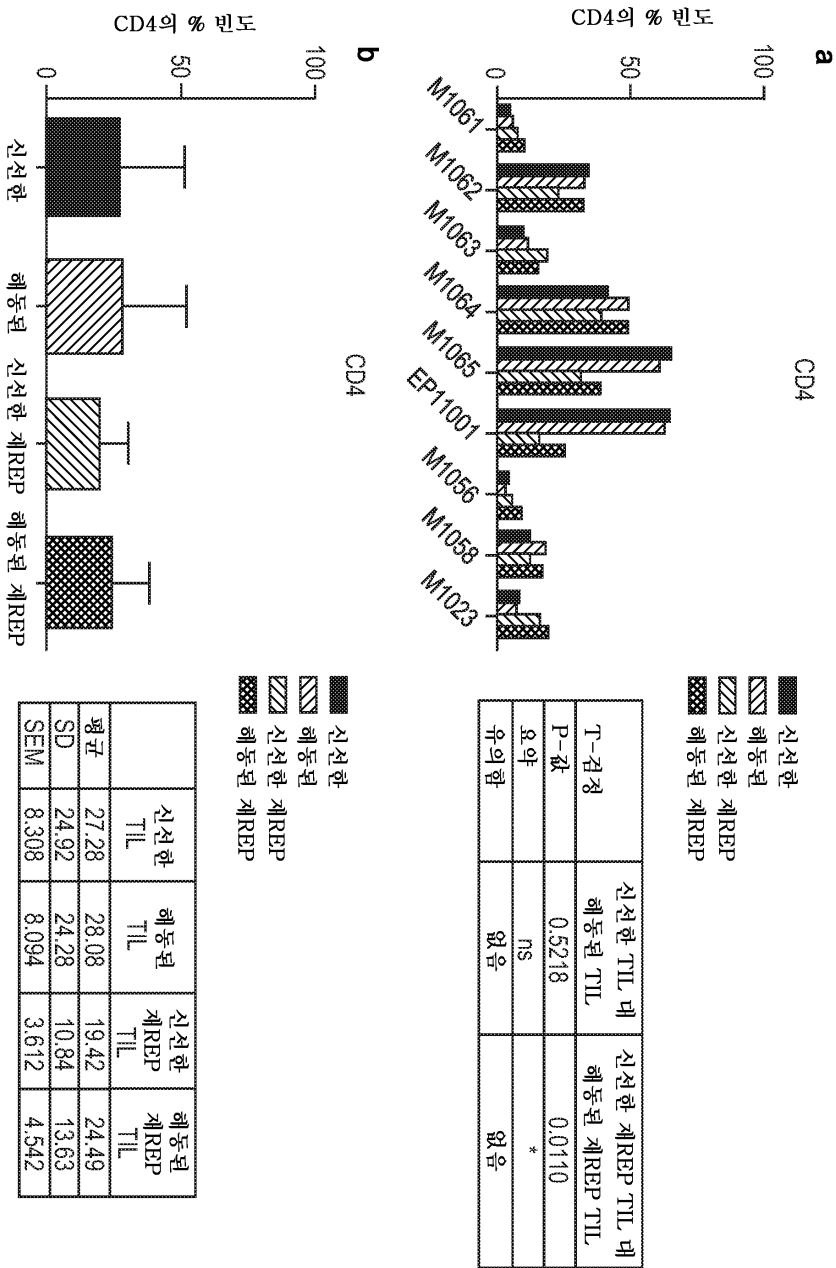 a
CD4
CD4의 % 빈도
100
50
0
M1061
M1062
M1063
M1064
M1065
EP11001
M1056
M1058
M1023
신선한
해동된
신선한 재REP
해동된 재REP
T-검정
신선한 TIL 대 해동된 TIL
신선한 재REP TIL 대 해동된 재REP TIL
P-값
0.5218
0.0110
요약
ns
*
유의함
없음
없음
b
CD4
CD4의 % 빈도
100
50
0
신선한
해동된
신선한 재REP
해동된 재REP
신선한
해동된
신선한 재REP
해동된 재REP
신선한 TIL
해동된 TIL
신선한 재REP TIL
해동된 재REP TIL
평균
27.28
28.08
19.42
24.49
SD
24.92
24.28
10.84
13.63
SEM
8.308
8.094
3.612
4.542